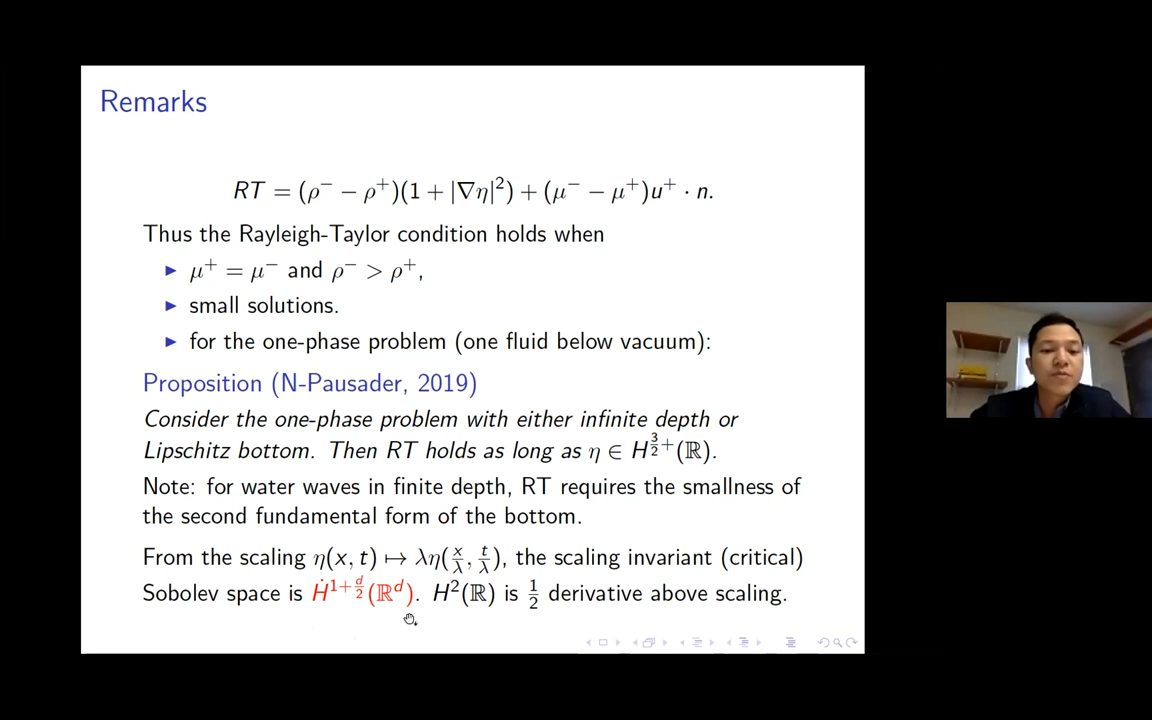 Remarks
RT = (ρ⁻ − ρ⁺)(1 + |∇η|²) + (μ⁻ − μ⁺)u⁺ · n.
Thus the Rayleigh-Taylor condition holds when
▶ μ⁺ = μ⁻ and ρ⁻ > ρ⁺,
▶ small solutions.
▶ for the one-phase problem (one fluid below vacuum):
Proposition (N-Pausader, 2019)
Consider the one-phase problem with either infinite depth or
Lipschitz bottom. Then RT holds as long as η ∈ H^{3/2+}(ℝ).
Note: for water waves in finite depth, RT requires the smallness of
the second fundamental form of the bottom.
From the scaling η(x, t) ↦ λη(x/λ, t/λ), the scaling invariant (critical)
Sobolev space is Ḣ^{1+d/2}(ℝ^d). H²(ℝ) is 1/2 derivative above scaling.